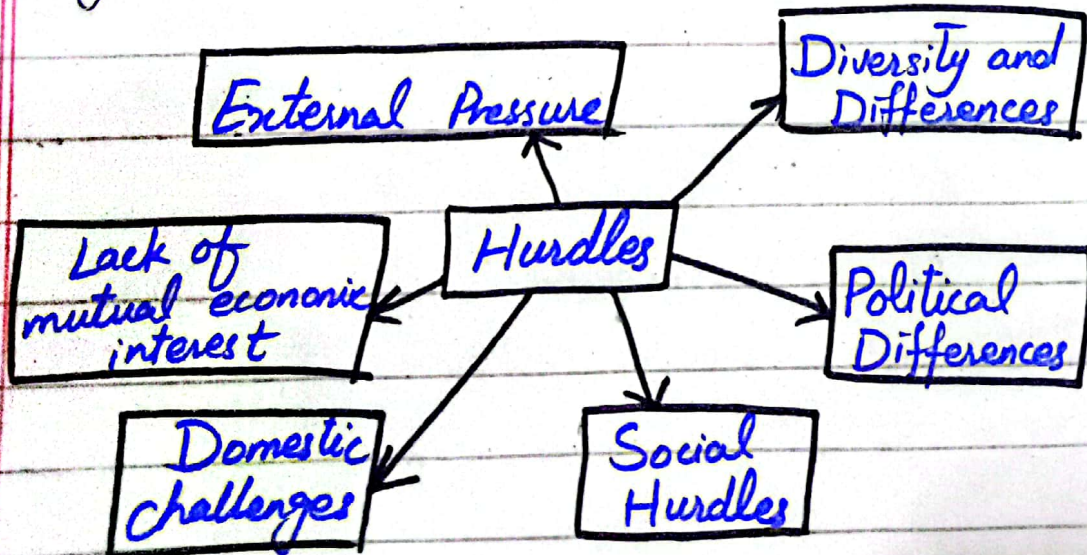 External Pressure
Diversity and
Differences
Hurdles
Lack of
mutual economic
interest
Political
Differences
Domestic
challenges
Social
Hurdles